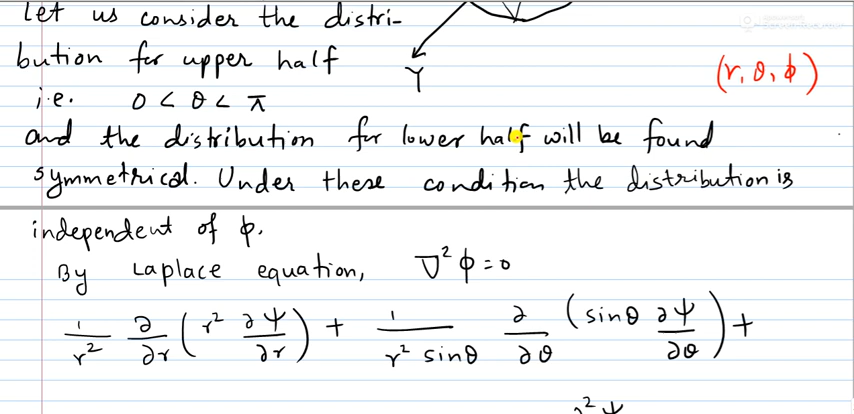 Let us consider the distri-
bution for upper half
Y
(r, θ, ϕ)
i.e. 0 < θ < π
and the distribution for lower half will be found
symmetrical. Under these condition the distribution is
independent of ϕ.
By Laplace equation, ∇² ϕ = 0
1/r² ∂/∂r (r² ∂Ψ/∂r) + 1/(r² sinθ) ∂/∂θ (sinθ ∂Ψ/∂θ) +